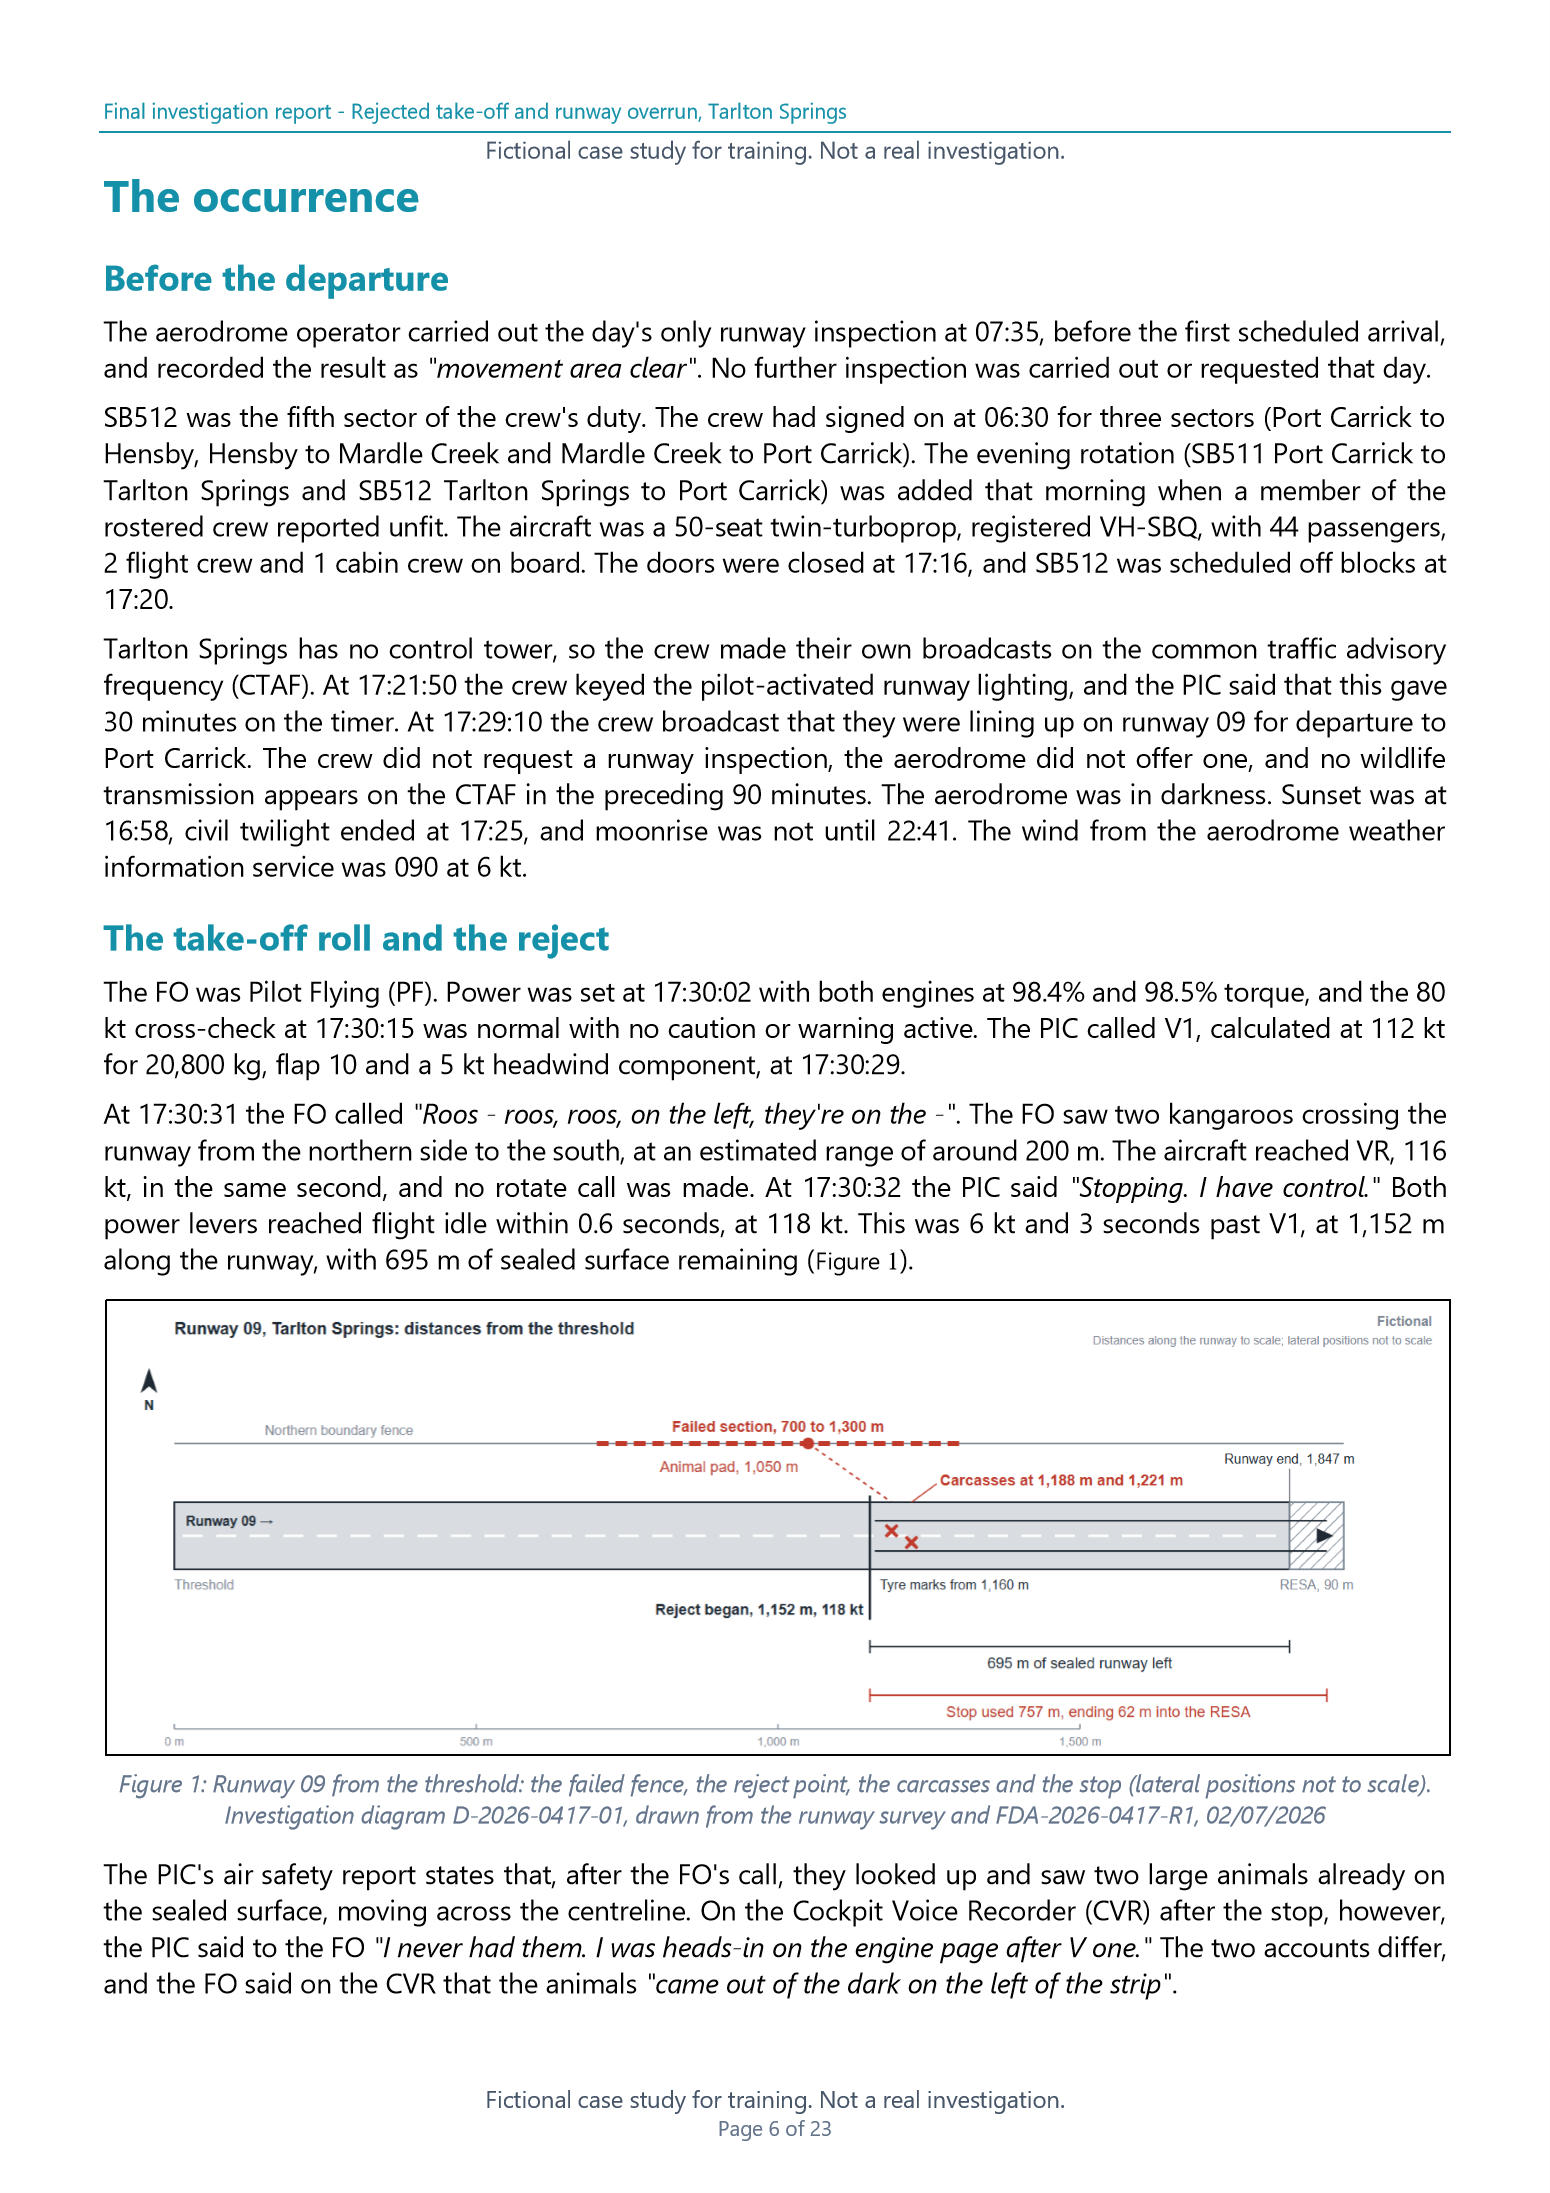 Final investigation report - Rejected take-off and runway overrun, Tarlton Springs
Fictional case study for training. Not a real investigation.
The occurrence
Before the departure
The aerodrome operator carried out the day's only runway inspection at 07:35, before the first scheduled arrival,
and recorded the result as "movement area clear". No further inspection was carried out or requested that day.
SB512 was the fifth sector of the crew's duty. The crew had signed on at 06:30 for three sectors (Port Carrick to
Hensby, Hensby to Mardle Creek and Mardle Creek to Port Carrick). The evening rotation (SB511 Port Carrick to
Tarlton Springs and SB512 Tarlton Springs to Port Carrick) was added that morning when a member of the
rostered crew reported unfit. The aircraft was a 50-seat twin-turboprop, registered VH-SBQ, with 44 passengers,
2 flight crew and 1 cabin crew on board. The doors were closed at 17:16, and SB512 was scheduled off blocks at
17:20.
Tarlton Springs has no control tower, so the crew made their own broadcasts on the common traffic advisory
frequency (CTAF). At 17:21:50 the crew keyed the pilot-activated runway lighting, and the PIC said that this gave
30 minutes on the timer. At 17:29:10 the crew broadcast that they were lining up on runway 09 for departure to
Port Carrick. The crew did not request a runway inspection, the aerodrome did not offer one, and no wildlife
transmission appears on the CTAF in the preceding 90 minutes. The aerodrome was in darkness. Sunset was at
16:58, civil twilight ended at 17:25, and moonrise was not until 22:41. The wind from the aerodrome weather
information service was 090 at 6 kt.
The take-off roll and the reject
The FO was Pilot Flying (PF). Power was set at 17:30:02 with both engines at 98.4% and 98.5% torque, and the 80
kt cross-check at 17:30:15 was normal with no caution or warning active. The PIC called V1, calculated at 112 kt
for 20,800 kg, flap 10 and a 5 kt headwind component, at 17:30:29.
At 17:30:31 the FO called "Roos - roos, roos, on the left, they're on the -". The FO saw two kangaroos crossing the
runway from the northern side to the south, at an estimated range of around 200 m. The aircraft reached VR, 116
kt, in the same second, and no rotate call was made. At 17:30:32 the PIC said "Stopping. I have control." Both
power levers reached flight idle within 0.6 seconds, at 118 kt. This was 6 kt and 3 seconds past V1, at 1,152 m
along the runway, with 695 m of sealed surface remaining (Figure 1).
Runway 09, Tarlton Springs: distances from the threshold
Fictional
Distances along the runway to scale; lateral positions not to scale
N
Northern boundary fence
Failed section, 700 to 1,300 m
Animal pad, 1,050 m
Runway end, 1,847 m
Carcasses at 1,188 m and 1,221 m
Runway 09 →
Threshold
Tyre marks from 1,160 m
RESA, 90 m
Reject began, 1,152 m, 118 kt
695 m of sealed runway left
Stop used 757 m, ending 62 m into the RESA
0 m
500 m
1,000 m
1,500 m
Figure 1: Runway 09 from the threshold: the failed fence, the reject point, the carcasses and the stop (lateral positions not to scale).
Investigation diagram D-2026-0417-01, drawn from the runway survey and FDA-2026-0417-R1, 02/07/2026
The PIC's air safety report states that, after the FO's call, they looked up and saw two large animals already on
the sealed surface, moving across the centreline. On the Cockpit Voice Recorder (CVR) after the stop, however,
the PIC said to the FO "I never had them. I was heads-in on the engine page after V one." The two accounts differ,
and the FO said on the CVR that the animals "came out of the dark on the left of the strip".
Fictional case study for training. Not a real investigation.
Page 6 of 23